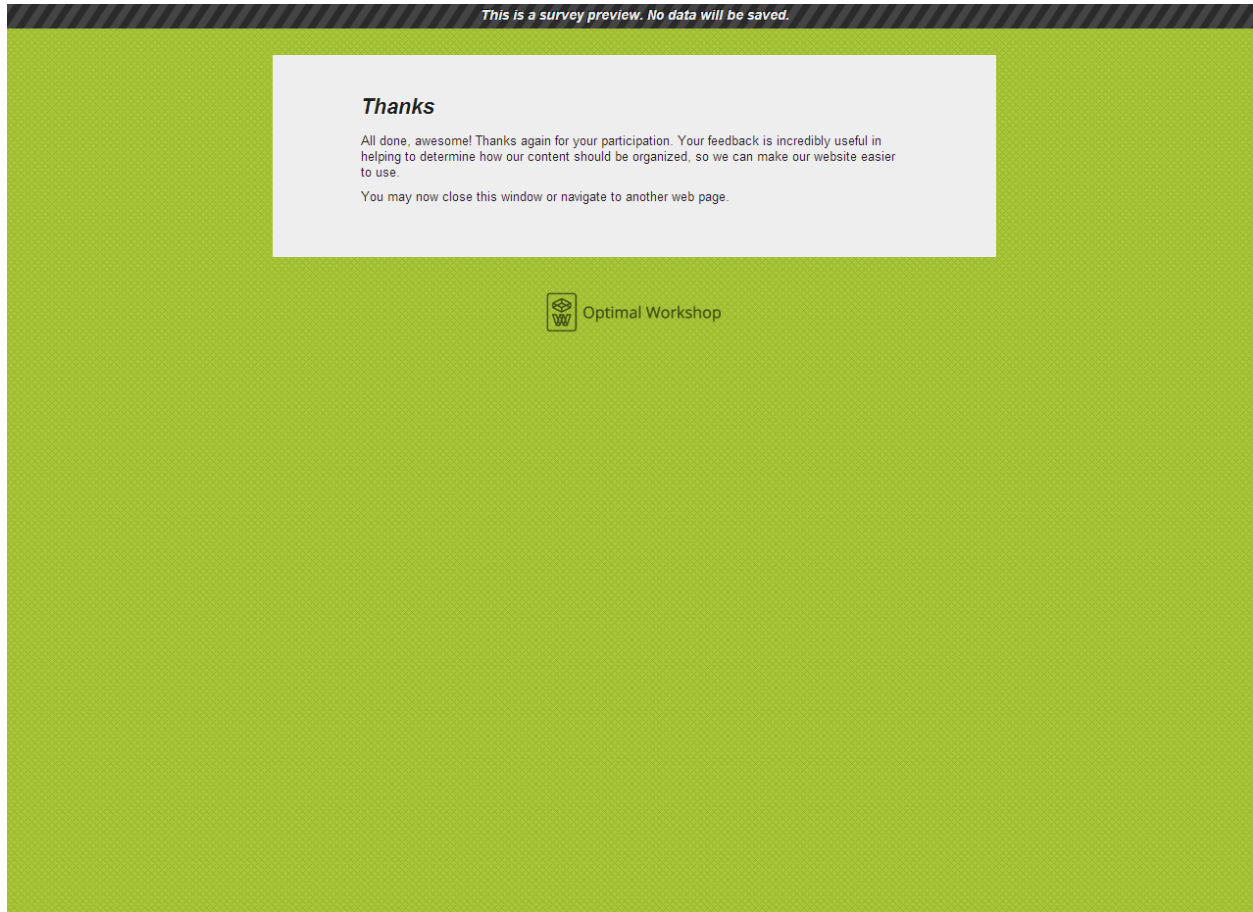 This is a survey preview. No data will be saved.
Thanks
All done, awesome! Thanks again for your participation. Your feedback is incredibly useful in
helping to determine how our content should be organized, so we can make our website easier
to use.
You may now close this window or navigate to another web page.
Optimal Workshop